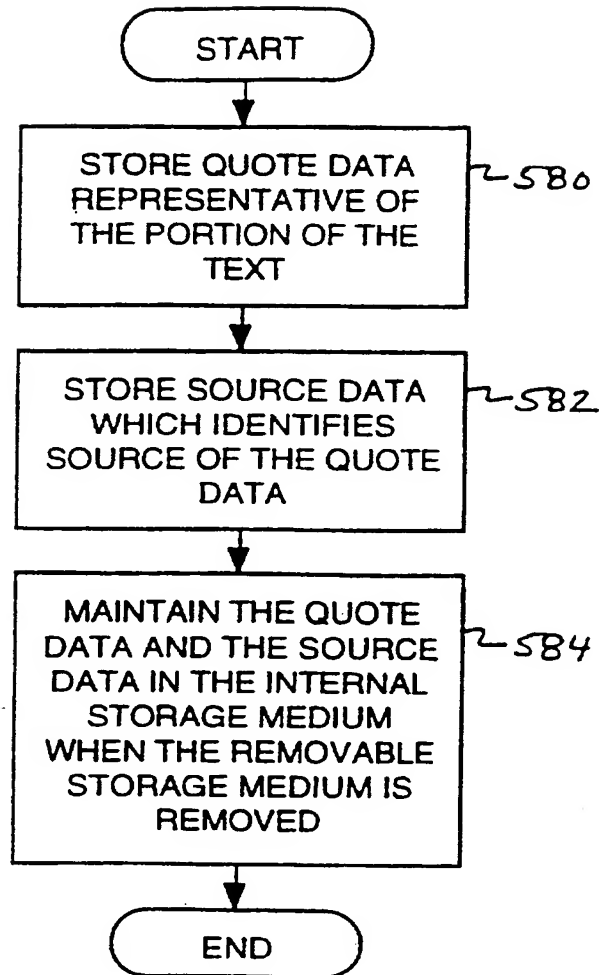 START
STORE QUOTE DATA
REPRESENTATIVE OF
THE PORTION OF THE
TEXT
580
STORE SOURCE DATA
WHICH IDENTIFIES
SOURCE OF THE QUOTE
DATA
582
MAINTAIN THE QUOTE
DATA AND THE SOURCE
DATA IN THE INTERNAL
STORAGE MEDIUM
WHEN THE REMOVABLE
STORAGE MEDIUM IS
REMOVED
584
END